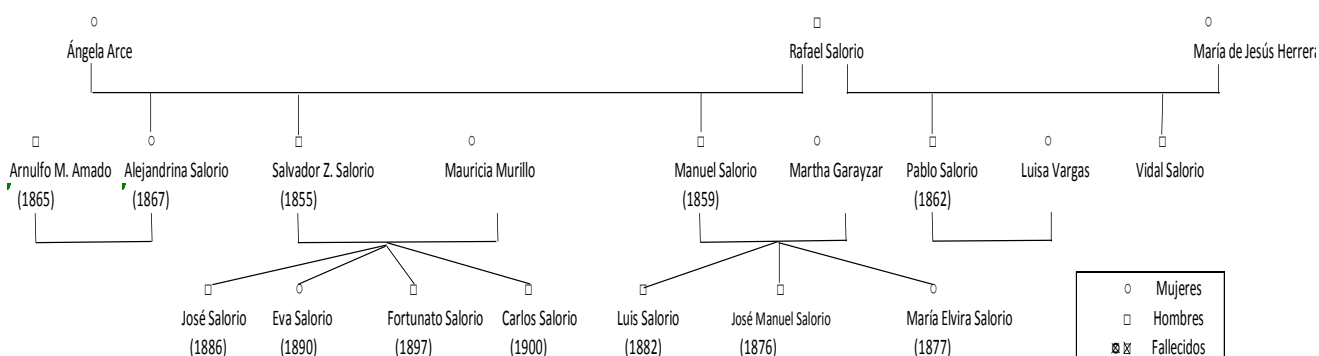 Ángela Arce Rafael Salorio María de Jesús Herrera
Arnulfo M. Amado Alejandrina Salorio Salvador Z. Salorio Mauricia Murillo Manuel Salorio Martha Garayzar Pablo Salorio Luisa Vargas Vidal Salorio
(1865) (1867) (1855) (1859) (1862)
Mujeres
José Salorio Eva Salorio Fortunato Salorio Carlos Salorio Luis Salorio José Manuel Salorio María Elvira Salorio Hombres
(1886) (1890) (1897) (1900) (1882) (1876) (1877) Fallecidos